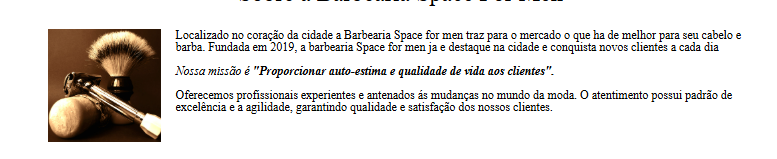 Sobre a Barbearia Space For Men
Localizado no coração da cidade a Barbearia Space for men traz para o mercado o que ha de melhor para seu cabelo e
barba. Fundada em 2019, a barbearia Space for men ja e destaque na cidade e conquista novos clientes a cada dia
Nossa missão é "Proporcionar auto-estima e qualidade de vida aos clientes".
Oferecemos profissionais experientes e antenados ás mudanças no mundo da moda. O atentimento possui padrão de
excelência e a agilidade, garantindo qualidade e satisfação dos nossos clientes.